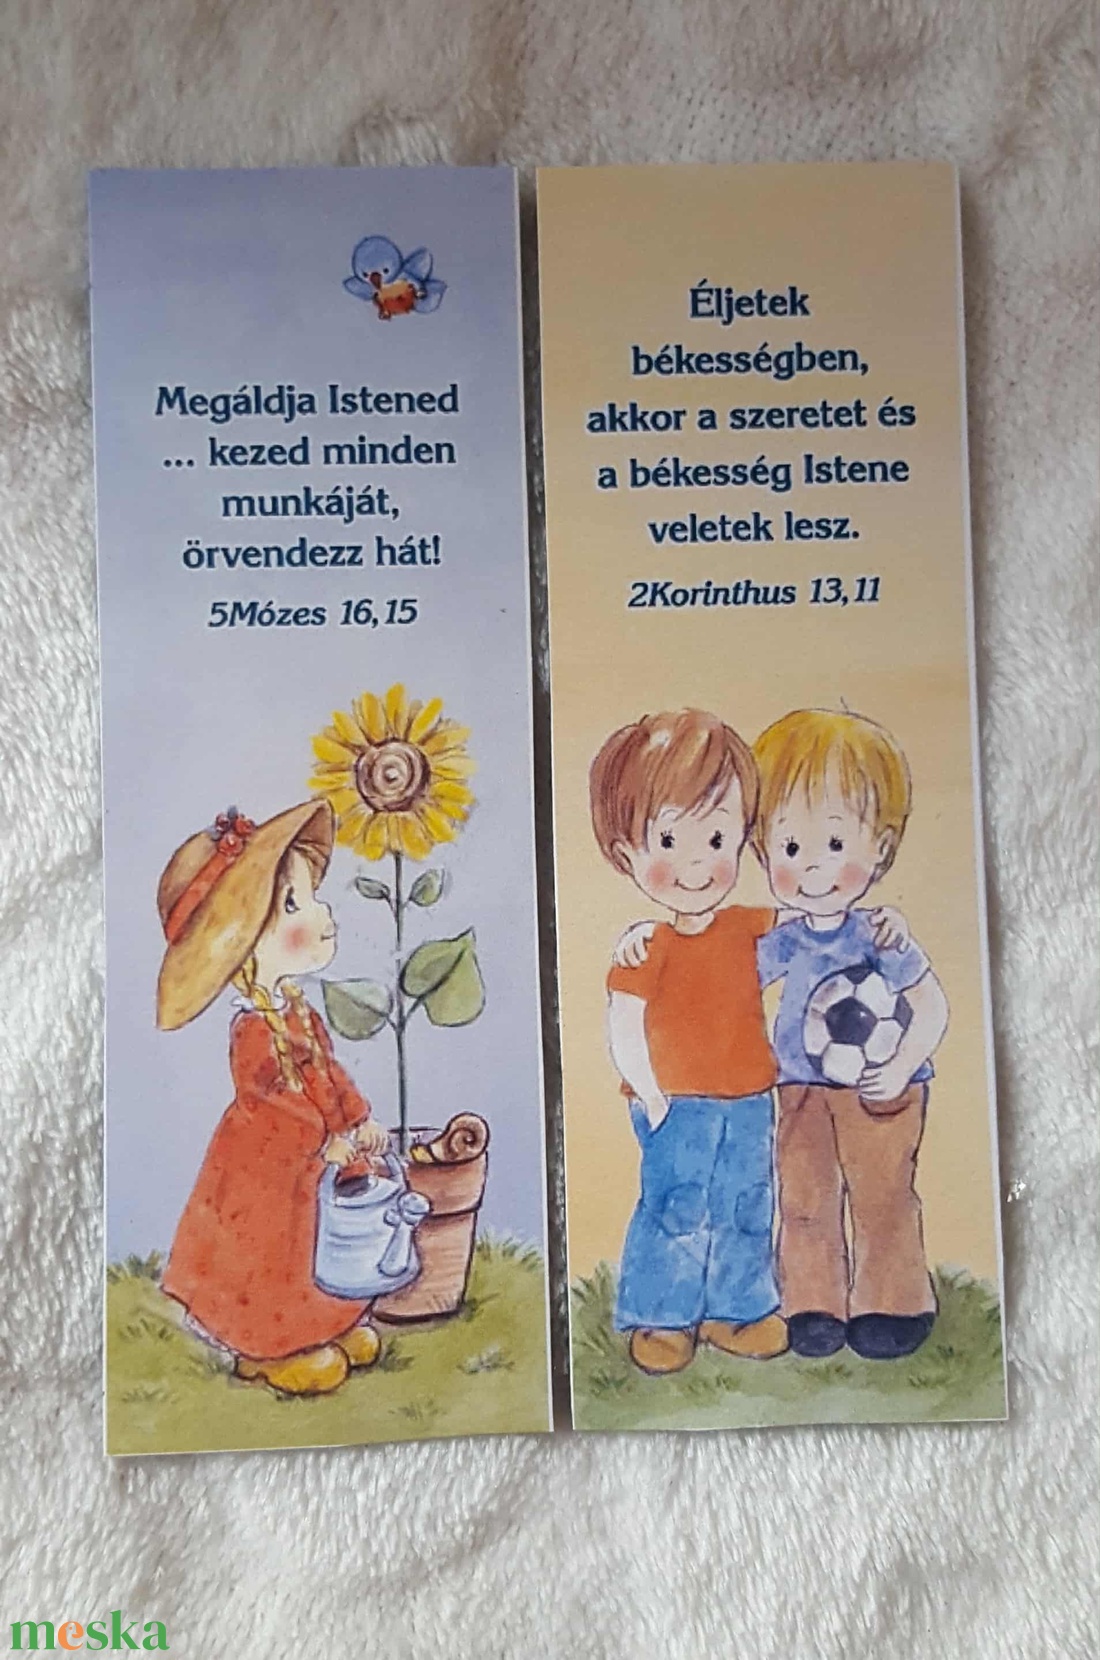 Megáldja Istened
... kezed minden
munkáját,
örvendezz hát!
5Mózes 16,15
Éljetek
békességben,
akkor a szeretet és
a békesség Istene
veletek lesz.
2Korinthus 13,11
meska